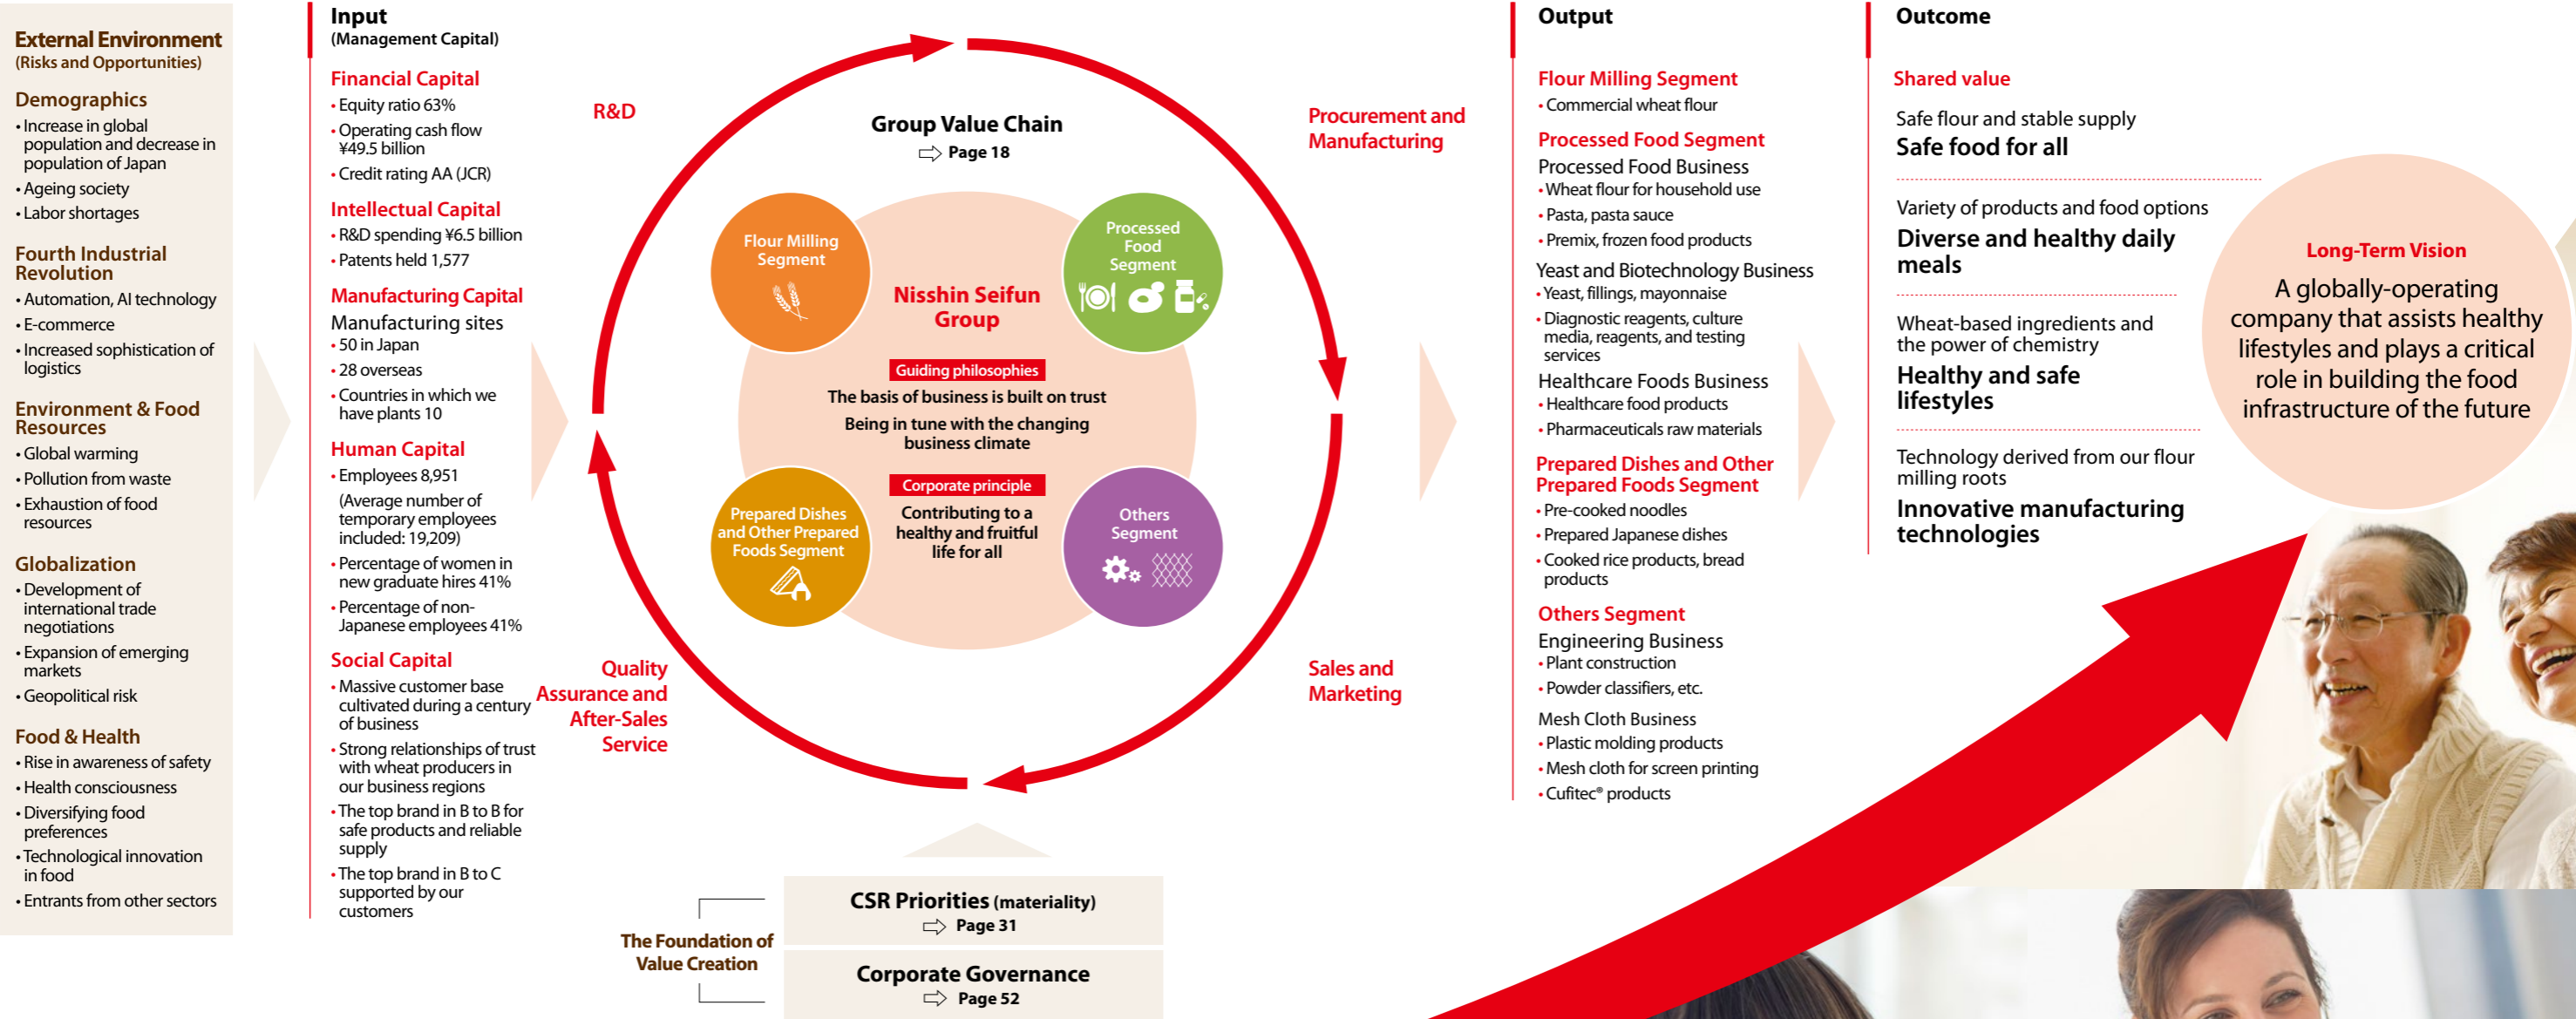 External Environment
(Risks and Opportunities)
Demographics
• Increase in global
population and decrease in
population of Japan
• Ageing society
• Labor shortages
Fourth Industrial
Revolution
• Automation, AI technology
• E-commerce
• Increased sophistication of
logistics
Environment & Food
Resources
• Global warming
• Pollution from waste
• Exhaustion of food
resources
Globalization
• Development of
international trade
negotiations
• Expansion of emerging
markets
• Geopolitical risk
Food & Health
• Rise in awareness of safety
• Health consciousness
• Diversifying food
preferences
• Technological innovation
in food
• Entrants from other sectors
Input
(Management Capital)
Financial Capital
• Equity ratio 63%
• Operating cash flow
¥49.5 billion
• Credit rating AA (JCR)
Intellectual Capital
• R&D spending ¥6.5 billion
• Patents held 1,577
Manufacturing Capital
Manufacturing sites
• 50 in Japan
• 28 overseas
• Countries in which we
have plants 10
Human Capital
• Employees 8,951
(Average number of
temporary employees
included: 19,209)
• Percentage of women in
new graduate hires 41%
• Percentage of non-
Japanese employees 41%
Social Capital
• Massive customer base
cultivated during a century
of business
• Strong relationships of trust
with wheat producers in
our business regions
• The top brand in B to B for
safe products and reliable
supply
• The top brand in B to C
supported by our
customers
R&D
Procurement and
Manufacturing
Sales and
Marketing
Quality
Assurance and
After-Sales
Service
Group Value Chain
⇨ Page 18
Flour Milling
Segment
Processed
Food
Segment
Nisshin Seifun
Group
Guiding philosophies
The basis of business is built on trust
Being in tune with the changing
business climate
Corporate principle
Contributing to a
healthy and fruitful
life for all
Prepared Dishes
and Other Prepared
Foods Segment
Others
Segment
The Foundation of
Value Creation
CSR Priorities (materiality)
⇨ Page 31
Corporate Governance
⇨ Page 52
Output
Flour Milling Segment
• Commercial wheat flour
Processed Food Segment
Processed Food Business
• Wheat flour for household use
• Pasta, pasta sauce
• Premix, frozen food products
Yeast and Biotechnology Business
• Yeast, fillings, mayonnaise
• Diagnostic reagents, culture
media, reagents, and testing
services
Healthcare Foods Business
• Healthcare food products
• Pharmaceuticals raw materials
Prepared Dishes and Other
Prepared Foods Segment
• Pre-cooked noodles
• Prepared Japanese dishes
• Cooked rice products, bread
products
Others Segment
Engineering Business
• Plant construction
• Powder classifiers, etc.
Mesh Cloth Business
• Plastic molding products
• Mesh cloth for screen printing
• Cufitec® products
Outcome
Shared value
Safe flour and stable supply
Safe food for all
Variety of products and food options
Diverse and healthy daily
meals
Wheat-based ingredients and
the power of chemistry
Healthy and safe
lifestyles
Technology derived from our flour
milling roots
Innovative manufacturing
technologies
Long-Term Vision
A globally-operating
company that assists healthy
lifestyles and plays a critical
role in building the food
infrastructure of the future